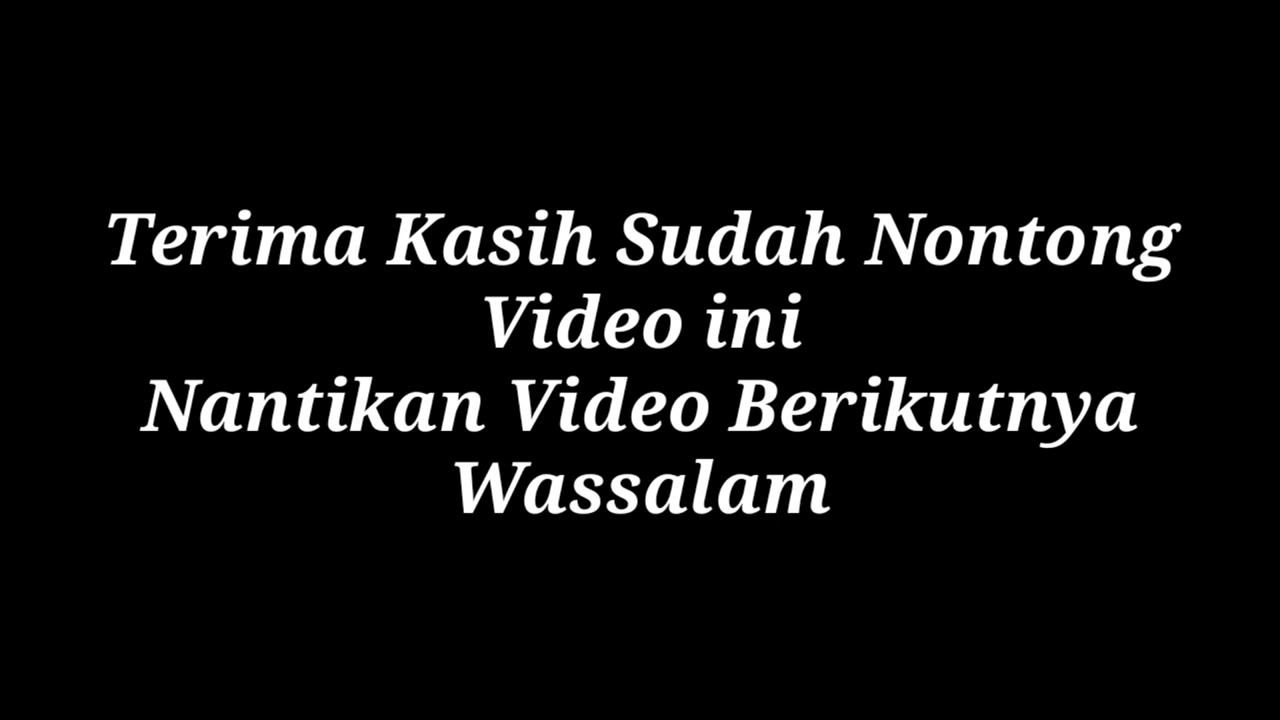 Terima Kasih Sudah Nontong
Video ini
Nantikan Video Berikutnya
Wassalam